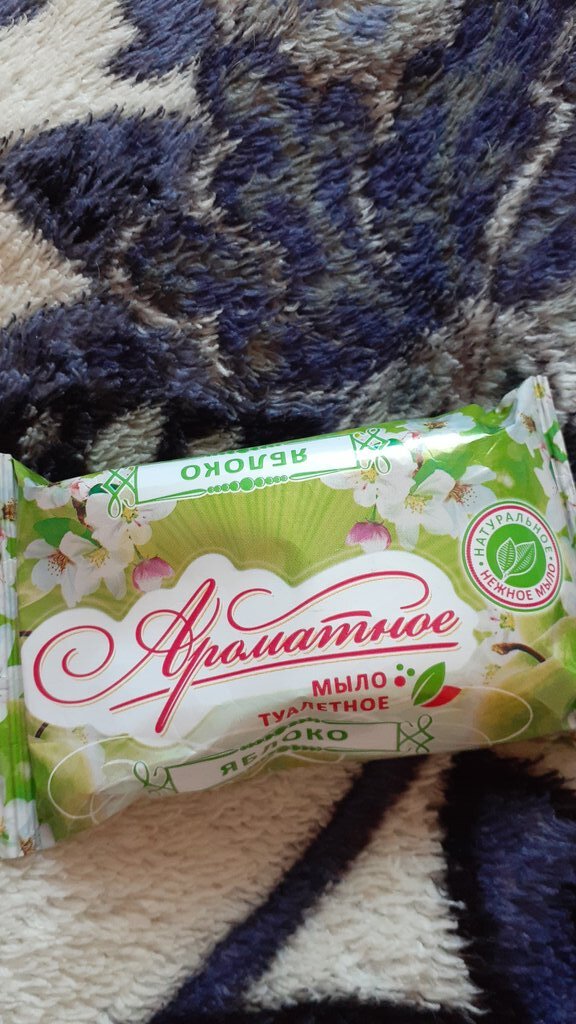 ЯБЛОКО
НАТУРАЛЬНОЕ
НЕЖНОЕ МЫЛО
Ароматное
МЫЛО
ТУАЛЕТНОЕ
ЯБЛОКО